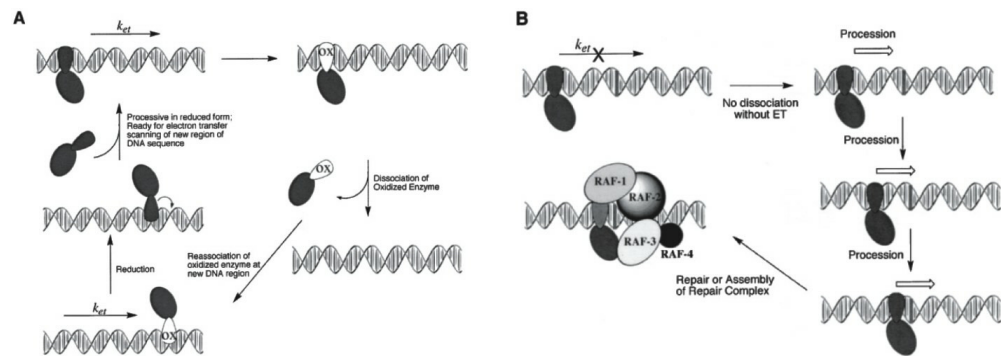 A
k_et
OX
Processive in reduced form;
Ready for electron transfer
scanning of new region of
DNA sequence
OX
Dissociation of
Oxidized Enzyme
Reassociation of
oxidized enzyme at
new DNA region
Reduction
k_et
OX
B
k_et
X
No dissociation
without ET
Procession
Procession
Procession
RAF-1
RAF-2
RAF-3
RAF-4
Repair or Assembly
of Repair Complex